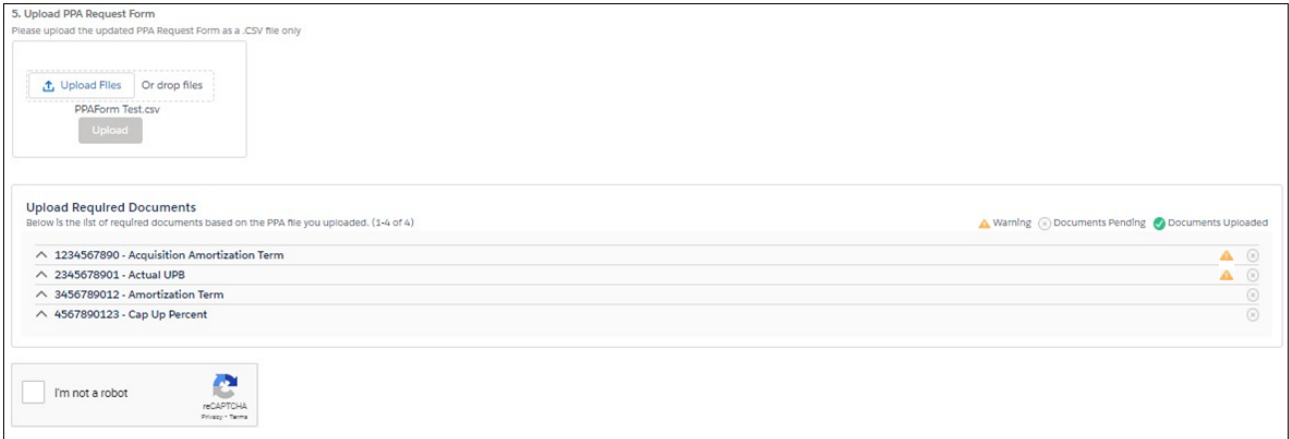 5. Upload PPA Request Form
Please upload the updated PPA Request Form as a .CSV file only
Upload Files Or drop files
PPAForm Test.csv
Upload
Upload Required Documents
Below is the list of required documents based on the PPA file you uploaded. (1-4 of 4)
Warning Documents Pending Documents Uploaded
1234567890 - Acquisition Amortization Term
2345678901 - Actual UPB
3456789012 - Amortization Term
4567890123 - Cap Up Percent
I'm not a robot
reCAPTCHA
Privacy - Terms